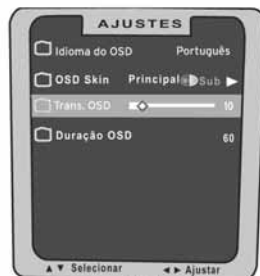 AJUSTES
Idioma do OSD Português
OSD Skin Principal Sub
Trans. OSD 10
Duração OSD 60
▲ ▼ Selecionar ◄ ► Ajustar